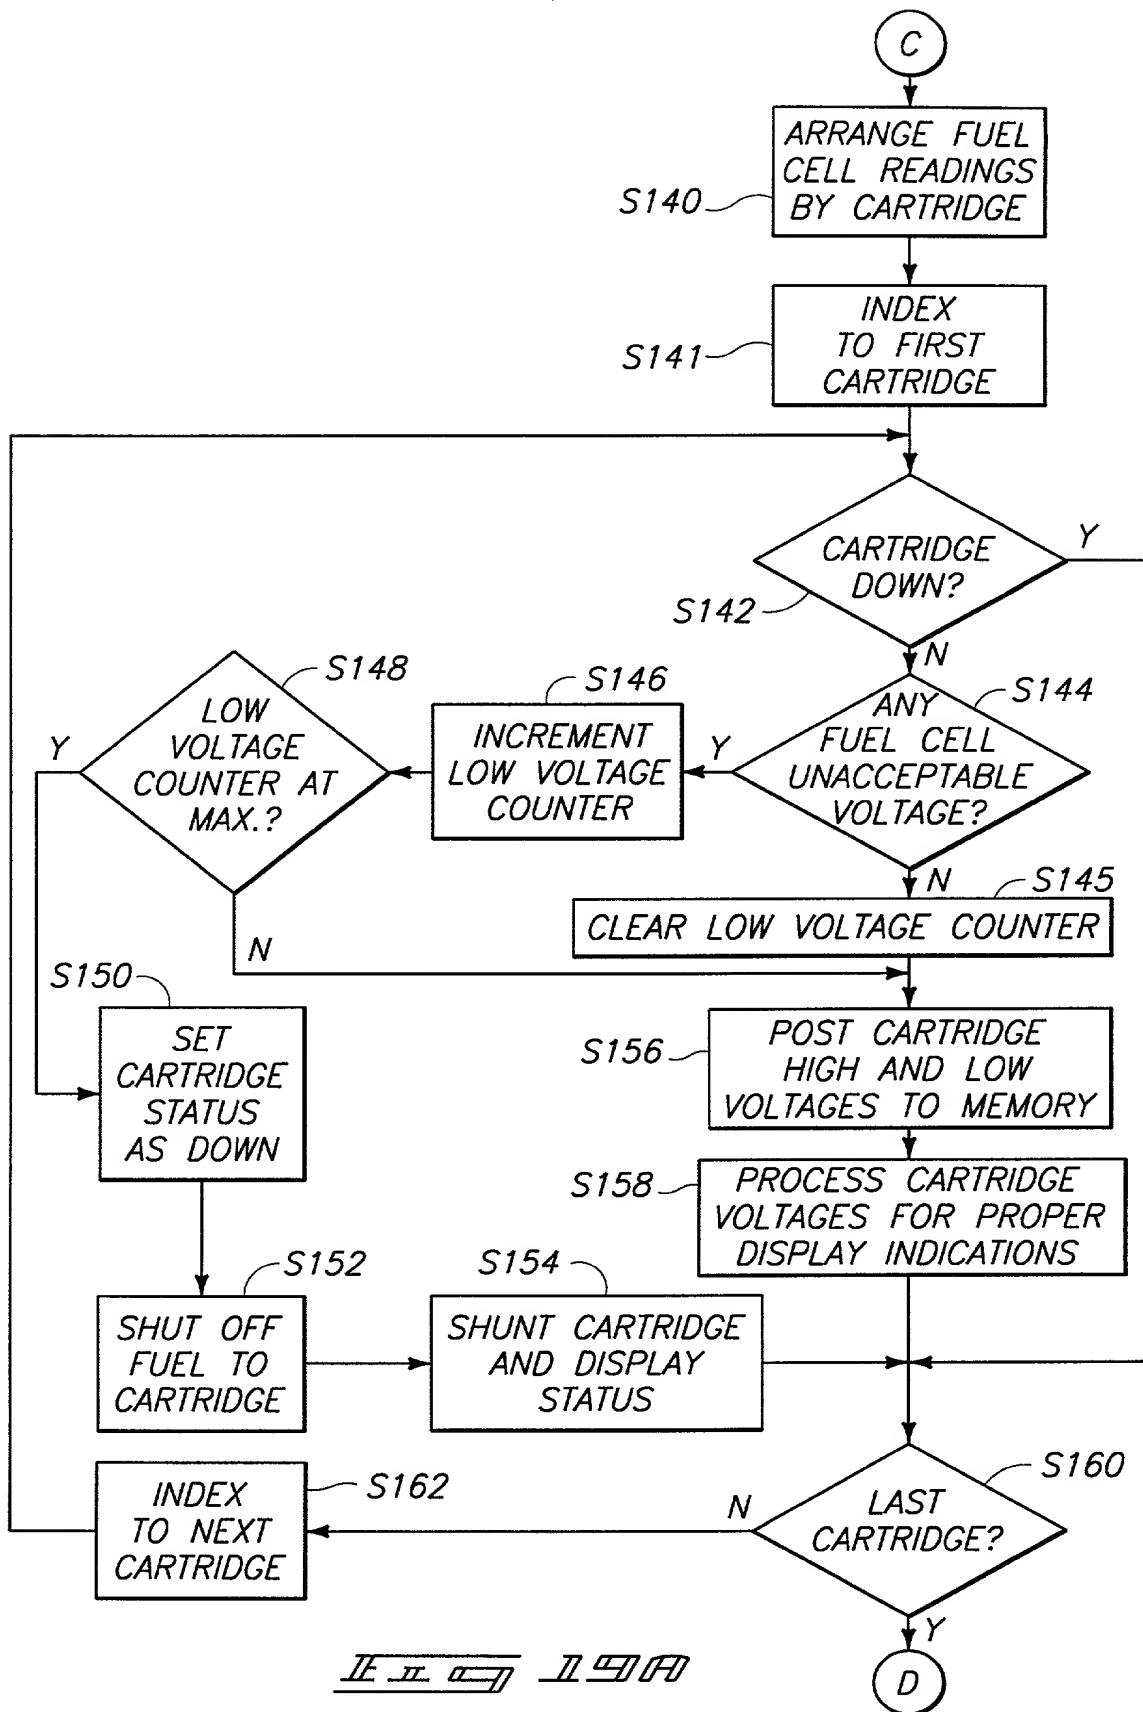 C
ARRANGE FUEL
CELL READINGS
BY CARTRIDGE
S140
INDEX
TO FIRST
CARTRIDGE
S141
CARTRIDGE
DOWN?
Y
S142
N
S144
ANY
FUEL CELL
UNACCEPTABLE
VOLTAGE?
Y
S146
INCREMENT
LOW VOLTAGE
COUNTER
S148
LOW
VOLTAGE
COUNTER AT
MAX.?
Y
N
N
S145
CLEAR LOW VOLTAGE COUNTER
S150
SET
CARTRIDGE
STATUS
AS DOWN
S156
POST CARTRIDGE
HIGH AND LOW
VOLTAGES TO MEMORY
S158
PROCESS CARTRIDGE
VOLTAGES FOR PROPER
DISPLAY INDICATIONS
S152
SHUT OFF
FUEL TO
CARTRIDGE
S154
SHUNT CARTRIDGE
AND DISPLAY
STATUS
S160
LAST
CARTRIDGE?
N
S162
INDEX
TO NEXT
CARTRIDGE
Y
D
FIG 19A